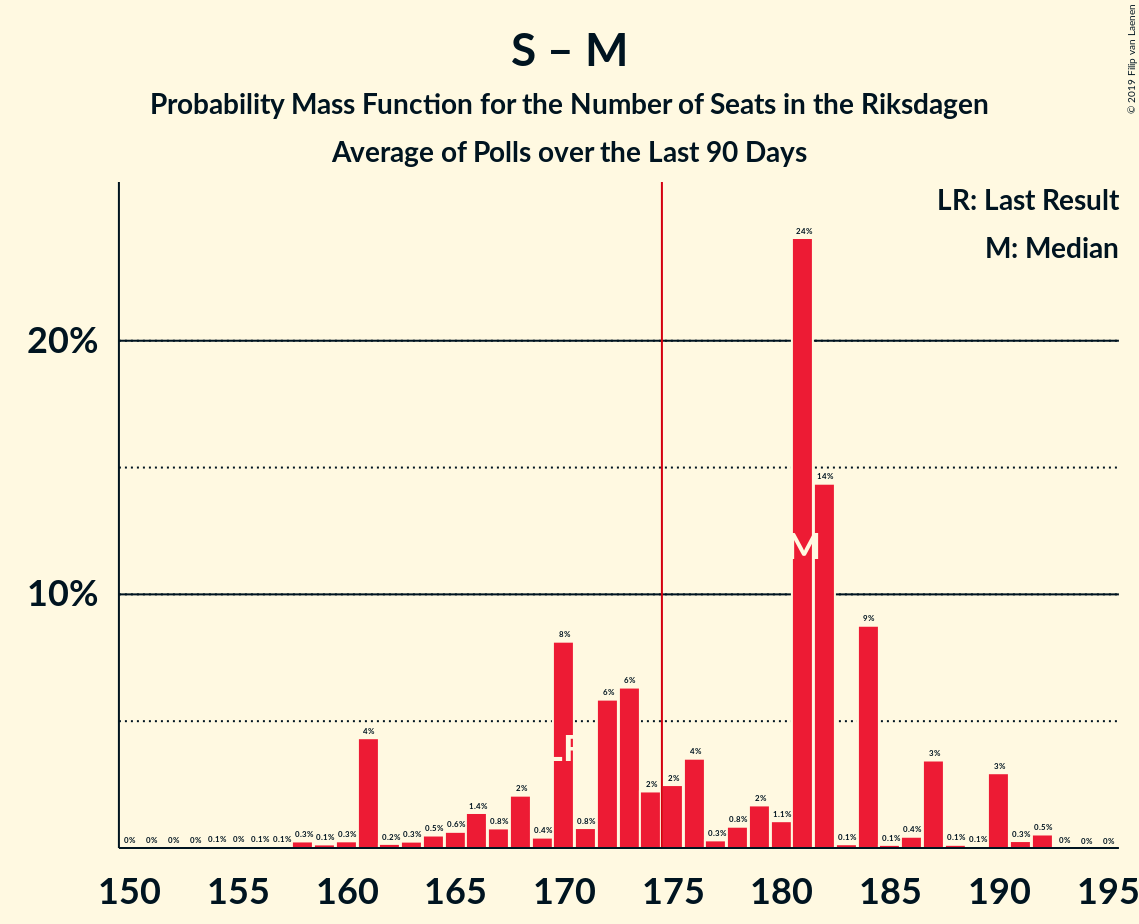 S – M
Probability Mass Function for the Number of Seats in the Riksdagen
Average of Polls over the Last 90 Days
© 2019 Filip van Laenen
LR: Last Result
M: Median
20%
10%
0% 0% 0% 0% 0.1% 0% 0.1% 0.1% 0.3% 0.1% 0.3% 4% 0.2% 0.3% 0.5% 0.6% 1.4% 0.8% 2% 0.4% 8% 0.8% 6% 6% 2% 2% 4% 0.3% 0.8% 2% 1.1% 24% 14% 0.1% 9% 0.1% 0.4% 3% 0.1% 0.1% 3% 0.3% 0.5% 0% 0% 0%
LR
M
150 155 160 165 170 175 180 185 190 195